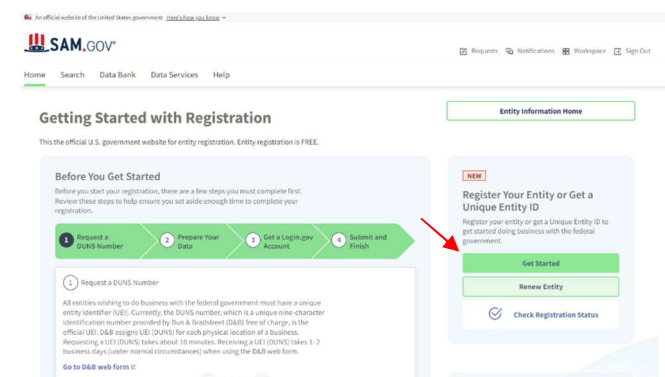 An official website of the United States government Here's how you know
SAM.GOV®
Requests Notifications Workspace Sign Out
Home Search Data Bank Data Services Help
Getting Started with Registration
This the official U.S. government website for entity registration. Entity registration is FREE.
Entity Information Home
Before You Get Started
Before you start your registration, there are a few steps you must complete first.
Review these steps to help ensure you set aside enough time to complete your
registration.
1 Request a
DUNS Number
2 Prepare Your
Data
3 Get a Login.gov
Account
4 Submit and
Finish
1 Request a DUNS Number
All entities wishing to do business with the federal government must have a unique
entity identifier (UEI). Currently, the DUNS number, which is a unique nine-character
identification number provided by Dun & Bradstreet (D&B) free of charge, is the
official UEI. D&B assigns UEI (DUNS) for each physical location of a business.
Requesting a UEI (DUNS) takes about 10 minutes. Receiving a UEI (DUNS) takes 1-2
business days (under normal circumstances) when using the D&B web form.
Go to D&B web form
NEW
Register Your Entity or Get a
Unique Entity ID
Register your entity or get a Unique Entity ID to
get started doing business with the federal
government.
Get Started
Renew Entity
Check Registration Status